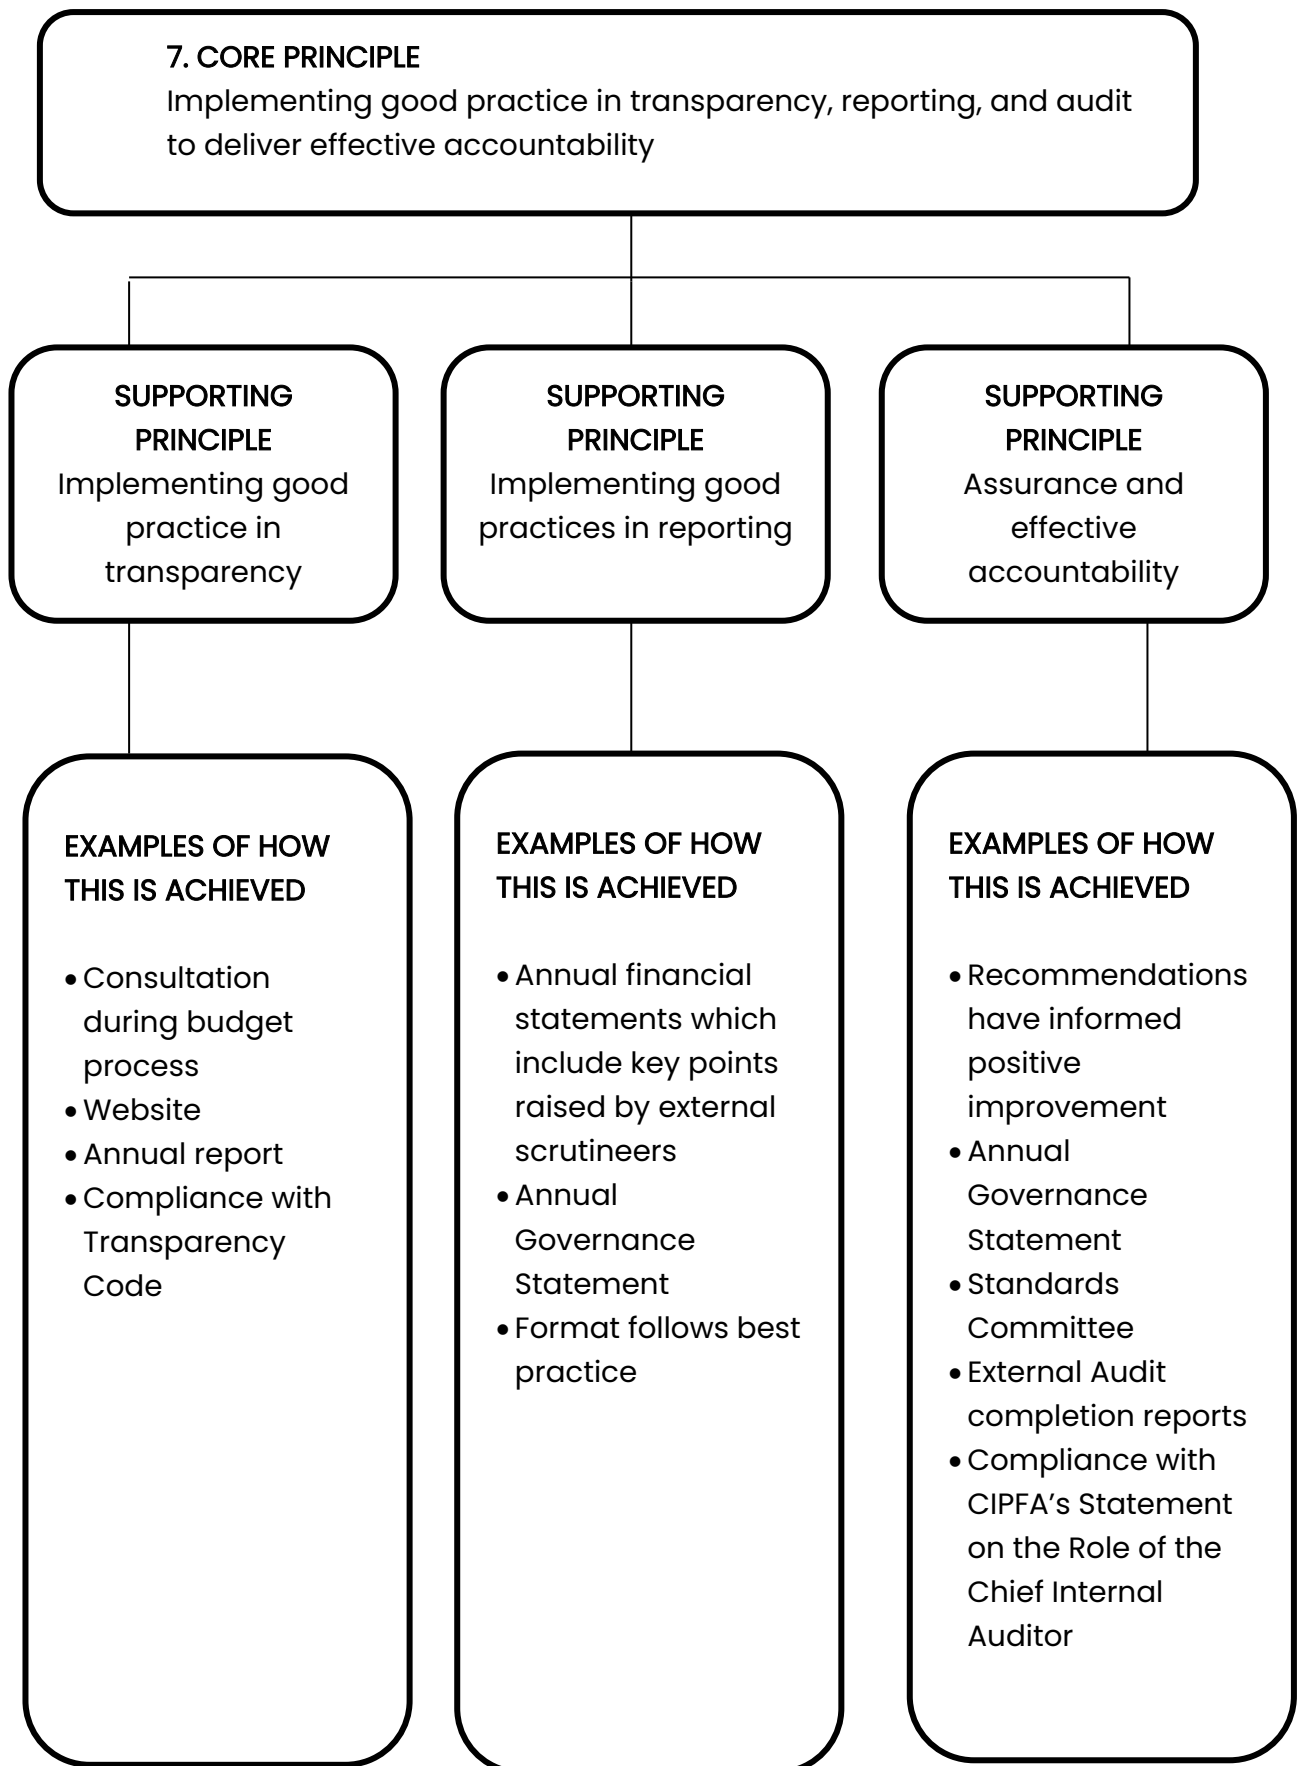 7. CORE PRINCIPLE
Implementing good practice in transparency, reporting, and audit
to deliver effective accountability
SUPPORTING
PRINCIPLE
Implementing good
practice in
transparency
SUPPORTING
PRINCIPLE
Implementing good
practices in reporting
SUPPORTING
PRINCIPLE
Assurance and
effective
accountability
EXAMPLES OF HOW
THIS IS ACHIEVED
• Consultation
during budget
process
• Website
• Annual report
• Compliance with
Transparency
Code
EXAMPLES OF HOW
THIS IS ACHIEVED
• Annual financial
statements which
include key points
raised by external
scrutineers
• Annual
Governance
Statement
• Format follows best
practice
EXAMPLES OF HOW
THIS IS ACHIEVED
• Recommendations
have informed
positive
improvement
• Annual
Governance
Statement
• Standards
Committee
• External Audit
completion reports
• Compliance with
CIPFA’s Statement
on the Role of the
Chief Internal
Auditor